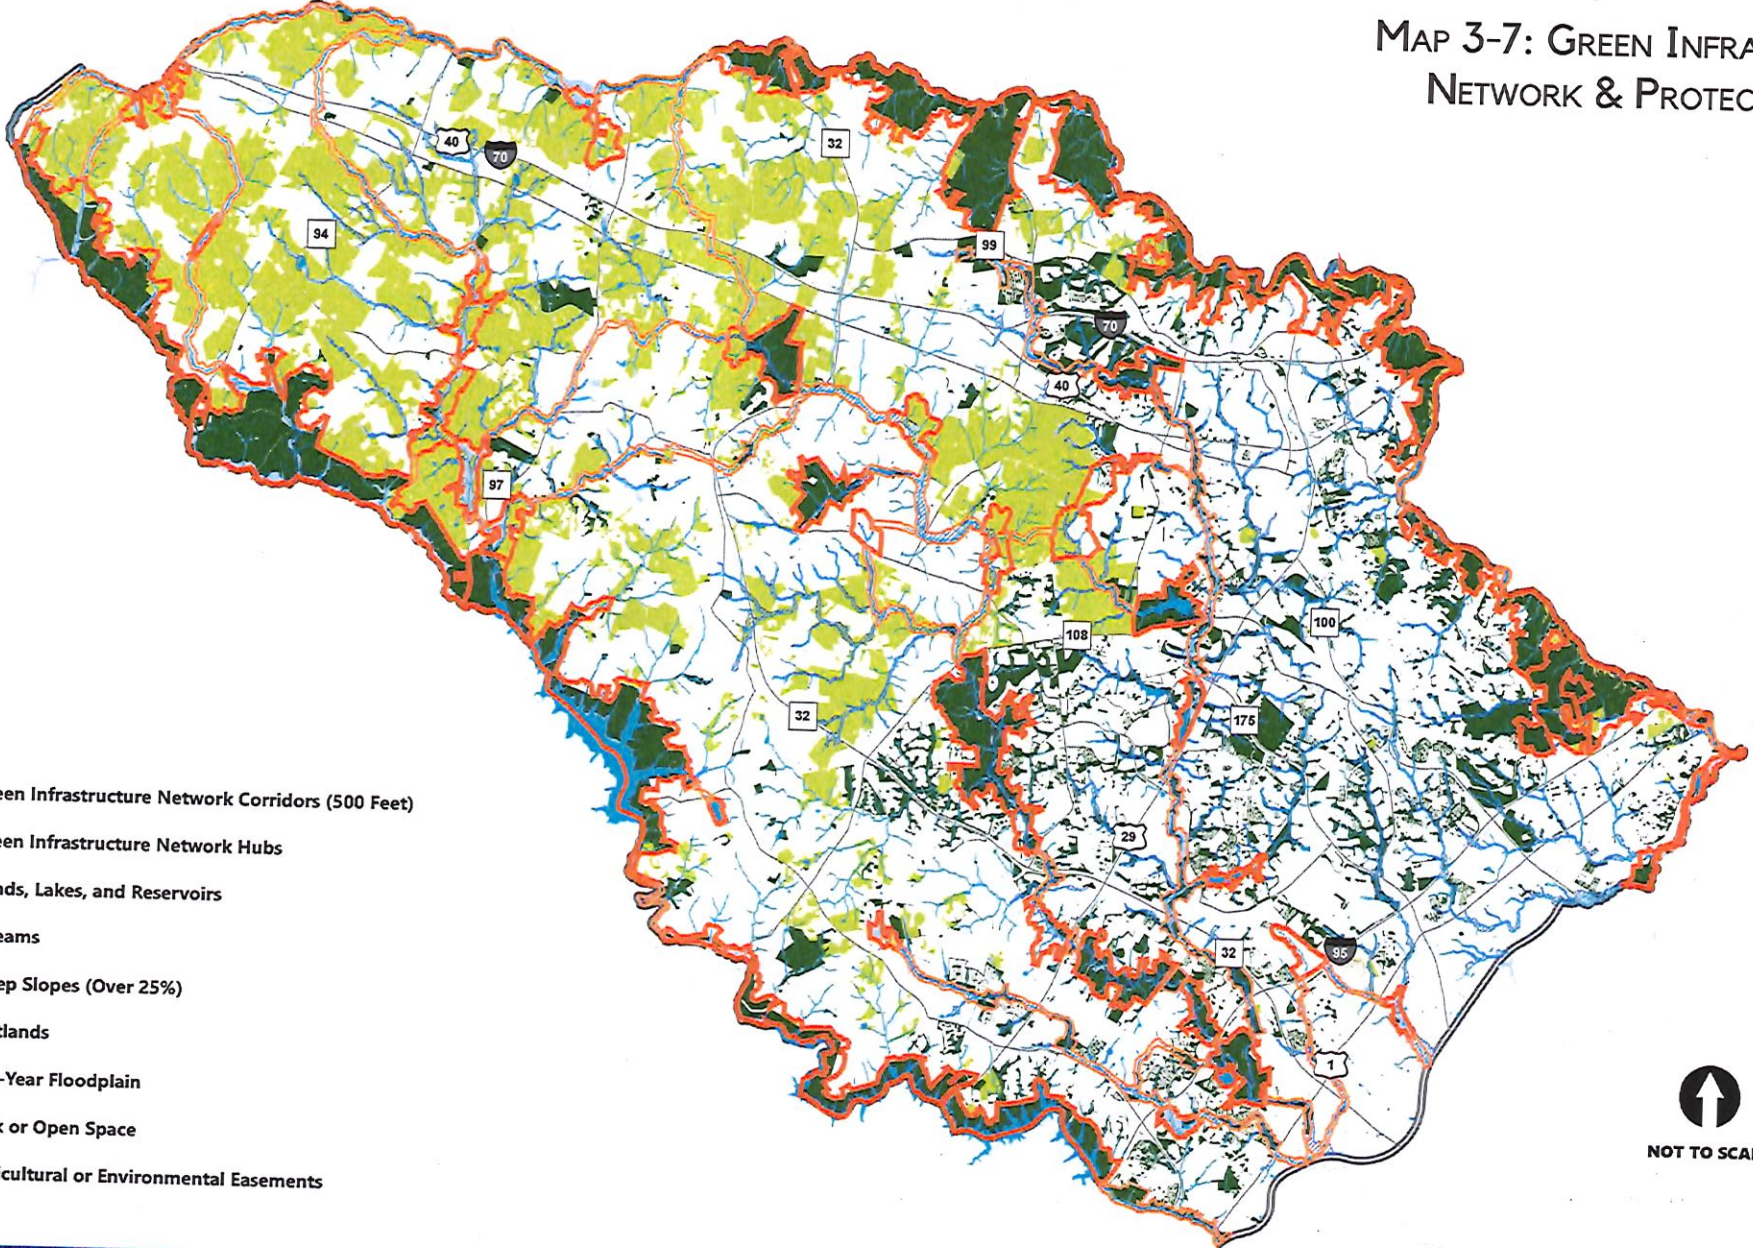 MAP 3-7: GREEN INFRA
NETWORK & PROTEC
40
70
32
94
99
70
40
97
108
100
32
175
29
32
95
1
een Infrastructure Network Corridors (500 Feet)
een Infrastructure Network Hubs
nds, Lakes, and Reservoirs
eams
ep Slopes (Over 25%)
tlands
-Year Floodplain
k or Open Space
icultural or Environmental Easements
NOT TO SCA